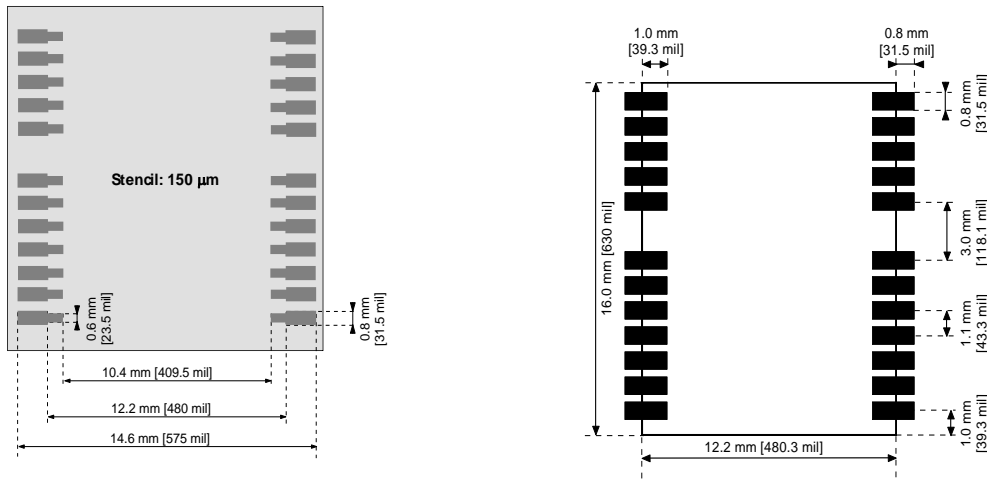 Stencil: 150 µm
0.6 mm
[23.5 mil]
0.8 mm
[31.5 mil]
10.4 mm [409.5 mil]
12.2 mm [480 mil]
14.6 mm [575 mil]
1.0 mm
[39.3 mil]
0.8 mm
[31.5 mil]
0.8 mm
[31.5 mil]
16.0 mm [630 mil]
3.0 mm
[118.1 mil]
1.1 mm
[43.3 mil]
1.0 mm
[39.3 mil]
12.2 mm [480.3 mil]